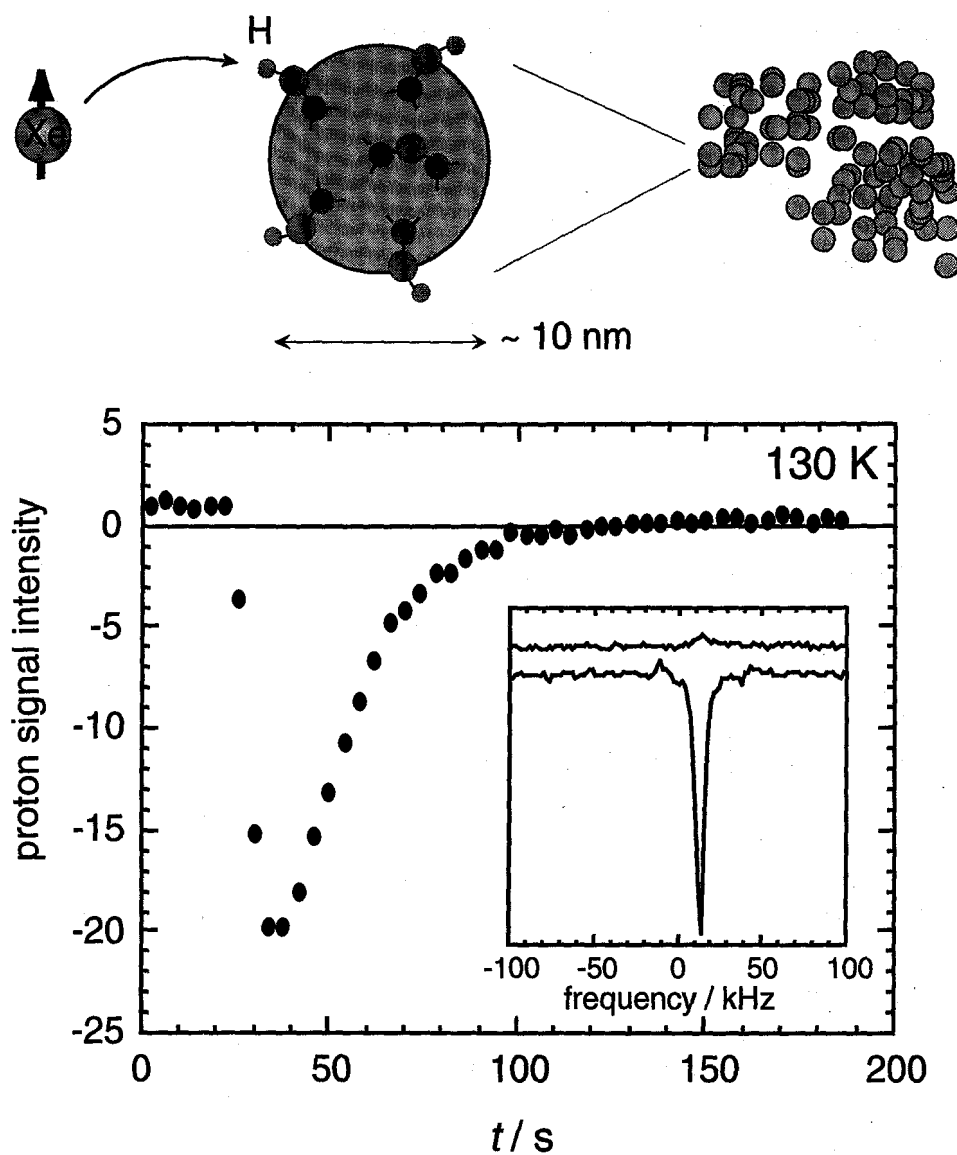 H
Xe
~ 10 nm
130 K
5
0
-5
-10
-15
-20
-25
proton signal intensity
0 50 100 150 200
t / s
-100 -50 0 50 100
frequency / kHz